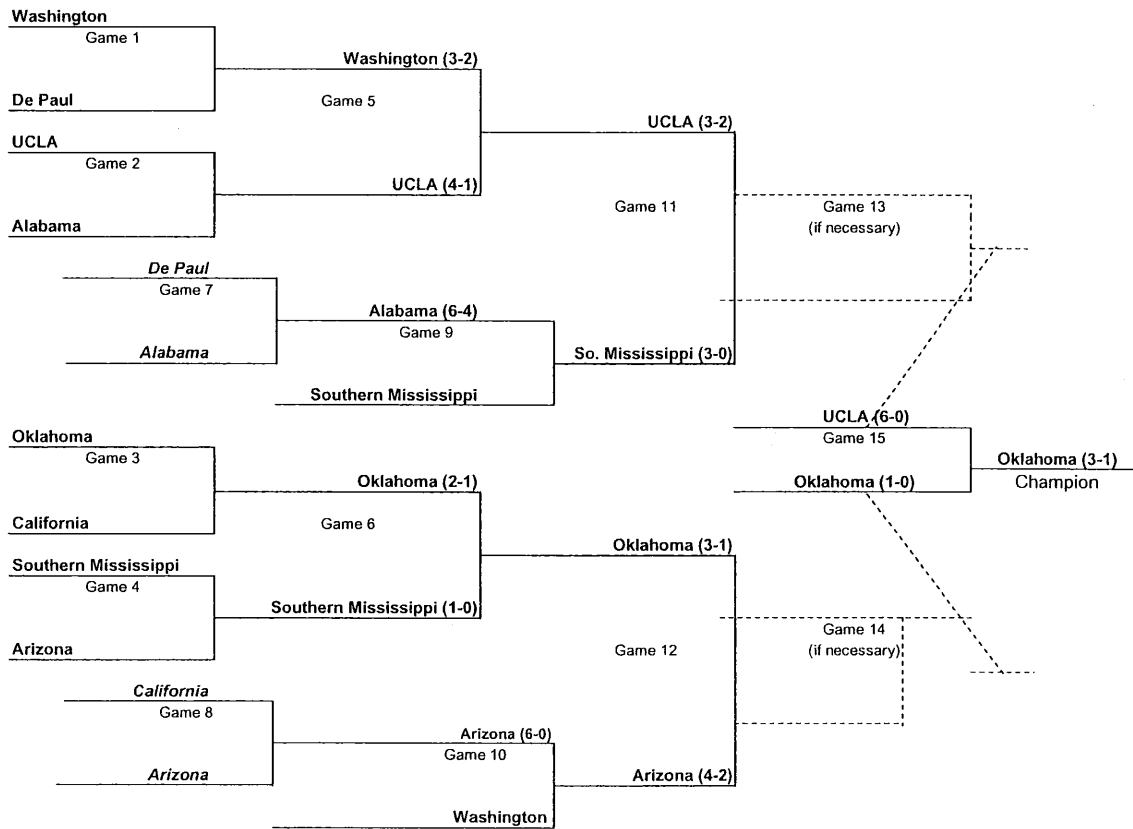 Washington
Game 1
Washington (3-2)
De Paul
Game 5
UCLA
Game 2
UCLA (3-2)
UCLA (4-1)
Alabama
Game 11
Game 13
(if necessary)
De Paul
Game 7
Alabama (6-4)
Game 9
Alabama
So. Mississippi (3-0)
Southern Mississippi
UCLA (6-0)
Game 15
Oklahoma (3-1)
Champion
Oklahoma (1-0)
Oklahoma
Game 3
Oklahoma (2-1)
California
Game 6
Oklahoma (3-1)
Southern Mississippi
Game 4
Southern Mississippi (1-0)
Arizona
Game 12
Game 14
(if necessary)
California
Game 8
Arizona (6-0)
Game 10
Arizona
Arizona (4-2)
Washington